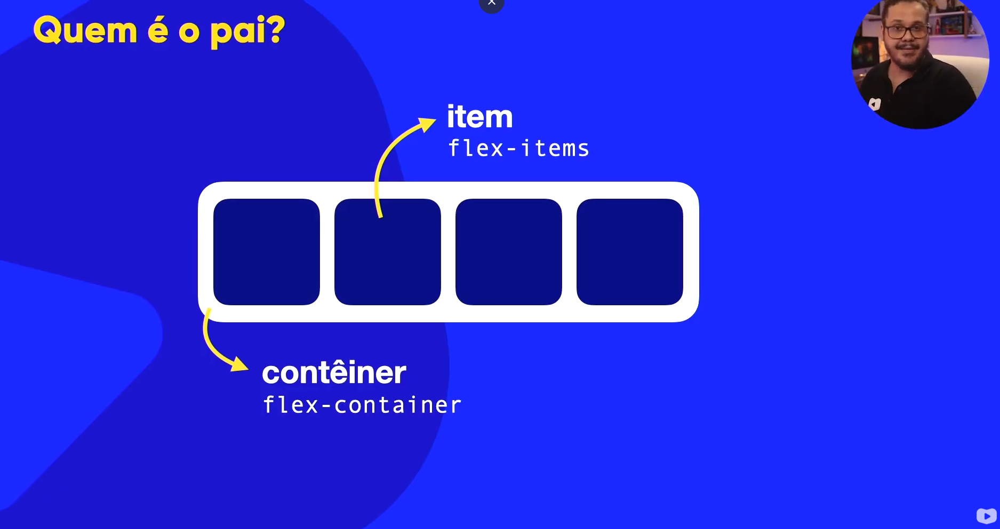 Quem é o pai?
item
flex-items
contêiner
flex-container